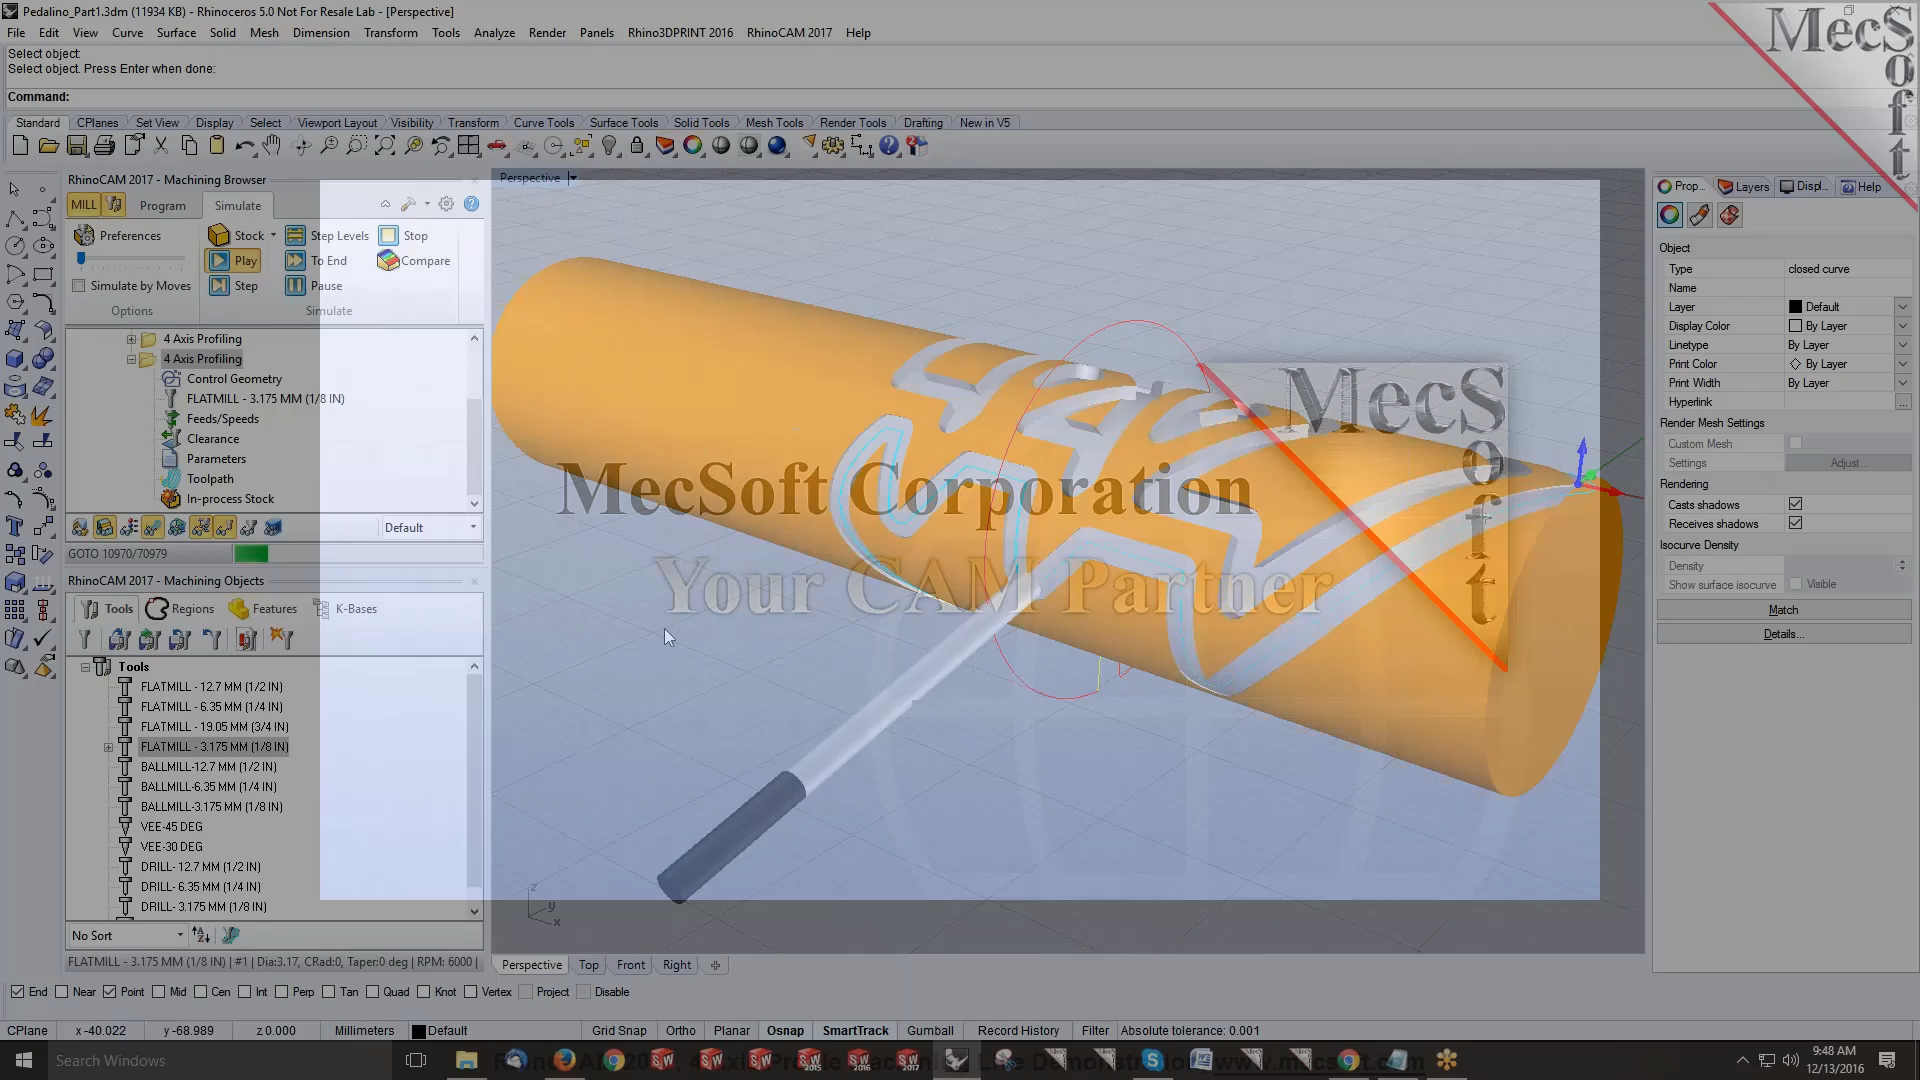 Pedalino_Part1.3dm (11934 KB) - Rhinoceros 5.0 Not For Resale Lab - [Perspective]
File Edit View Curve Surface Solid Mesh Dimension Transform Tools Analyze Render Panels Rhino3DPRINT 2016 RhinoCAM 2017 Help
Select object:
Select object. Press Enter when done:
Command:
MecSoft
Standard CPlanes Set View Display Select Viewport Layout Visibility Transform Curve Tools Surface Tools Solid Tools Mesh Tools Render Tools Drafting New in V5
RhinoCAM 2017 - Machining Browser
MILL Program Simulate
Preferences Stock Step Levels Stop
Play To End Compare
Simulate by Moves Step Pause
Options Simulate
4 Axis Profiling
4 Axis Profiling
Control Geometry
FLATMILL - 3.175 MM (1/8 IN)
Feeds/Speeds
Clearance
Parameters
Toolpath
In-process Stock
Default
GOTO 10970/70979
RhinoCAM 2017 - Machining Objects
Tools Regions Features K-Bases
Tools
FLATMILL - 12.7 MM (1/2 IN)
FLATMILL - 6.35 MM (1/4 IN)
FLATMILL - 19.05 MM (3/4 IN)
FLATMILL - 3.175 MM (1/8 IN)
BALLMILL-12.7 MM (1/2 IN)
BALLMILL-6.35 MM (1/4 IN)
BALLMILL-3.175 MM (1/8 IN)
VEE-45 DEG
VEE-30 DEG
DRILL- 12.7 MM (1/2 IN)
DRILL- 6.35 MM (1/4 IN)
DRILL- 3.175 MM (1/8 IN)
No Sort
FLATMILL - 3.175 MM (1/8 IN) | #1 | Dia:3.17, CRad:0, Taper:0 deg | RPM: 6000 |
Perspective
MecSoft
MecSoft Corporation
Your CAM Partner
z
y
x
Perspective Top Front Right
Prop... Layers Displ... Help
Object
Type closed curve
Name
Layer Default
Display Color By Layer
Linetype By Layer
Print Color By Layer
Print Width By Layer
Hyperlink ...
Render Mesh Settings
Custom Mesh
Settings Adjust...
Rendering
Casts shadows
Receives shadows
Isocurve Density
Density
Show surface isocurve Visible
Match
Details...
End Near Point Mid Cen Int Perp Tan Quad Knot Vertex Project Disable
CPlane x -40.022 y -68.989 z 0.000 Millimeters Default Grid Snap Ortho Planar Osnap SmartTrack Gumball Record History Filter Absolute tolerance: 0.001
Search Windows
2015 2016 2017
www.mecsoft.com
9:48 AM
12/13/2016